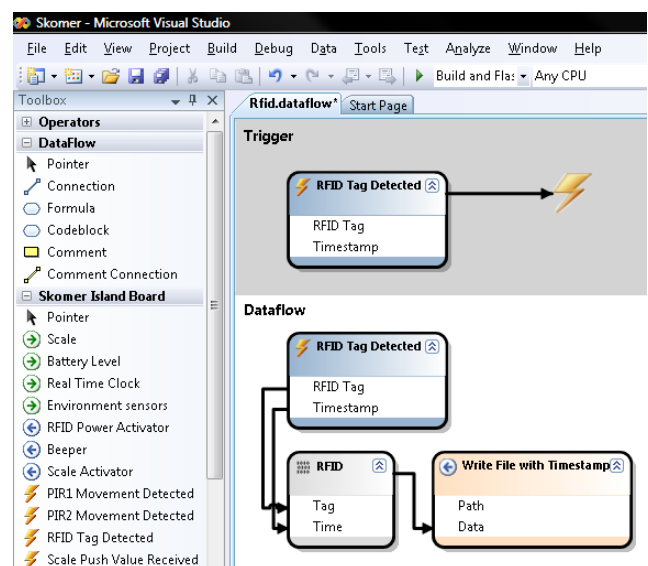 Skomer - Microsoft Visual Studio
File Edit View Project Build Debug Data Tools Test Analyze Window Help
Build and Fla: Any CPU
Toolbox
Rfid.dataflow* Start Page
Operators
DataFlow
Pointer
Connection
Formula
Codeblock
Comment
Comment Connection
Skomer Island Board
Pointer
Scale
Battery Level
Real Time Clock
Environment sensors
RFID Power Activator
Beeper
Scale Activator
PIR1 Movement Detected
PIR2 Movement Detected
RFID Tag Detected
Scale Push Value Received
Trigger
RFID Tag Detected
RFID Tag
Timestamp
Dataflow
RFID Tag Detected
RFID Tag
Timestamp
RFID
Tag
Time
Write File with Timestamp
Path
Data